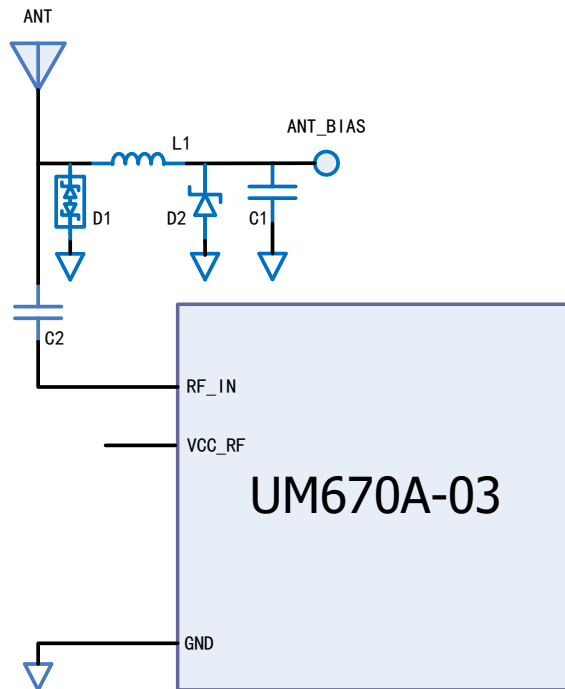 ANT
ANT_BIAS
L1
D1
D2
C1
C2
RF_IN
VCC_RF
UM670A-03
GND